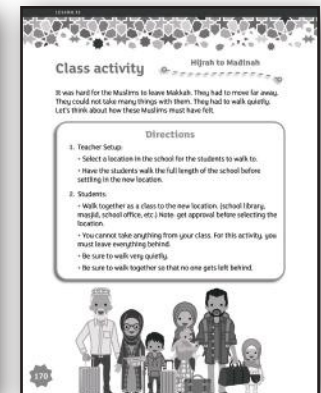 LESSON 15
Class activity
Hijrah to Madinah
It was hard for the Muslims to leave Makkah. They had to move far away.
They could not take many things with them. They had to walk quietly.
Let's think about how these Muslims must have felt.
Directions
1. Teacher Setup:
• Select a location in the school for the students to walk to.
• Have the students walk the full length of the school before
settling in the new location.
2. Students:
• Walk together as a class to the new location. (school library,
masjid, school office, etc.) Note: get approval before selecting the
location.
• You cannot take anything from your class. For this activity, you
must leave everything behind.
• Be sure to walk very quietly.
• Be sure to walk together so that no one gets left behind.
170